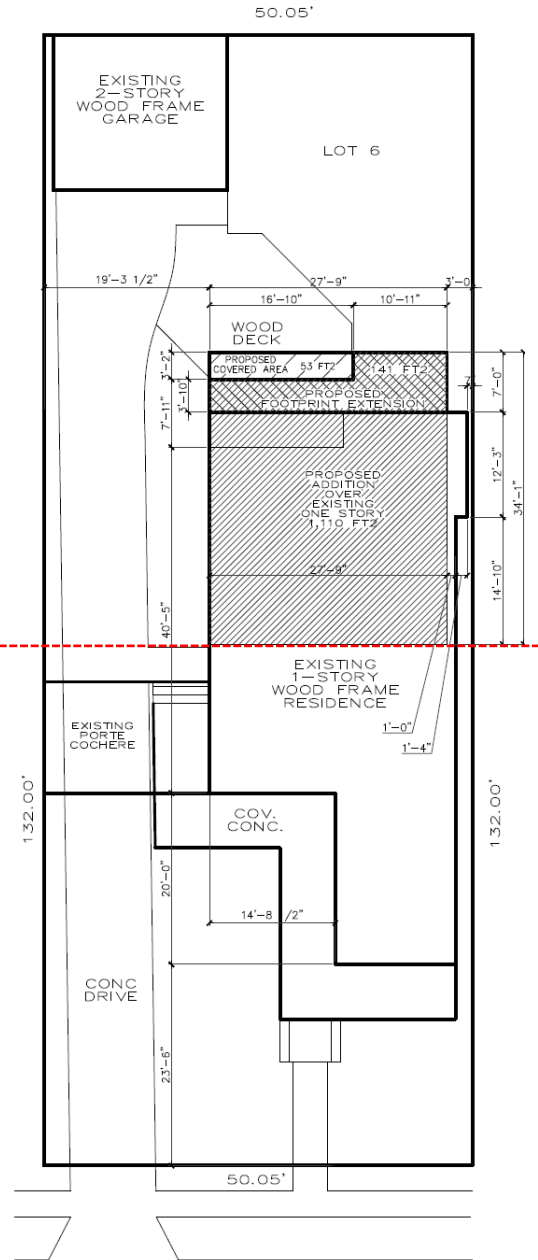 50.05'
EXISTING
2-STORY
WOOD FRAME
GARAGE
LOT 6
19'-3 1/2"
27'-9"
3'-0
16'-10"
10'-11"
WOOD
DECK
PROPOSED
COVERED AREA
53 FT2
141 FT2
3'-2"
3'-10"
7'-11"
7'-0"
PROPOSED
FOOTPRINT EXTENSION
PROPOSED
ADDITION
OVER
EXISTING
ONE STORY
1,110 FT2
12'-3"
34'-1"
27'-9"
14'-10"
40'-5"
EXISTING
1-STORY
WOOD FRAME
RESIDENCE
1'-0"
1'-4"
EXISTING
PORTE
COCHERE
132.00'
132.00'
COV.
CONC.
20'-0"
14'-8 /2"
CONC
DRIVE
23'-6"
50.05'